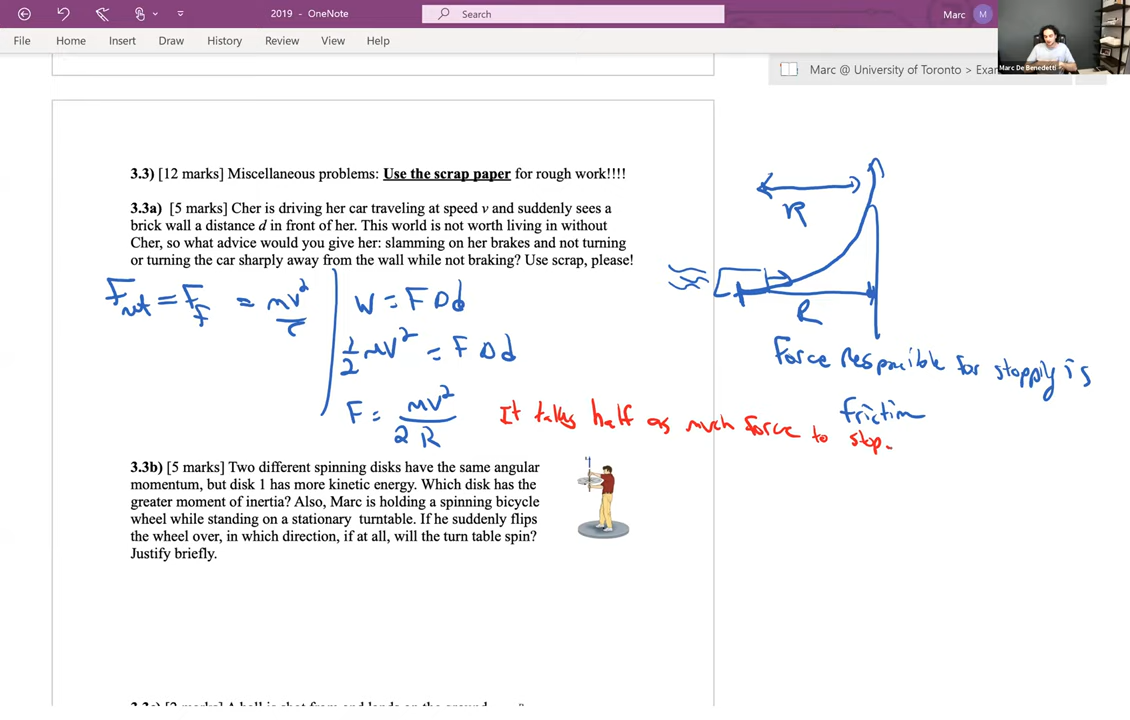 2019 - OneNote
Search
Marc
M
File Home Insert Draw History Review View Help
Marc De Benedetti
Marc @ University of Toronto > Exa
3.3) [12 marks] Miscellaneous problems: Use the scrap paper for rough work!!!!
3.3a) [5 marks] Cher is driving her car traveling at speed v and suddenly sees a
brick wall a distance d in front of her. This world is not worth living in without
Cher, so what advice would you give her: slamming on her brakes and not turning
or turning the car sharply away from the wall while not braking? Use scrap, please!
R
R
Fnet = Ff = mv²/r
W = F Δd
1/2 mv² = F Δd
F = mv²/2R
Force responcible for stopply is
friction
It takes half as much force to stop.
3.3b) [5 marks] Two different spinning disks have the same angular
momentum, but disk 1 has more kinetic energy. Which disk has the
greater moment of inertia? Also, Marc is holding a spinning bicycle
wheel while standing on a stationary turntable. If he suddenly flips
the wheel over, in which direction, if at all, will the turn table spin?
Justify briefly.